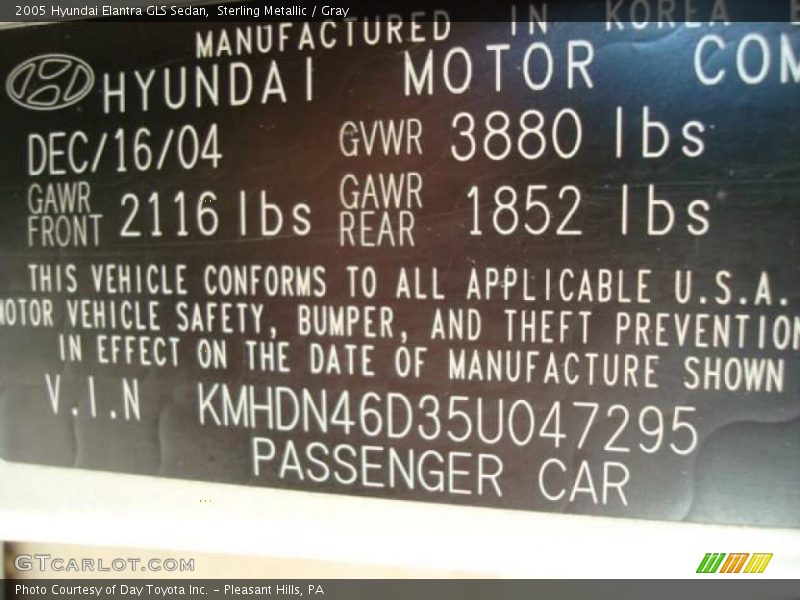 2005 Hyundai Elantra GLS Sedan,  Sterling Metallic / Gray
MANUFACTURED IN KOREA
HYUNDAI MOTOR COM
DEC/16/04 GVWR 3880 lbs
GAWR FRONT 2116 lbs GAWR REAR 1852 lbs
THIS VEHICLE CONFORMS TO ALL APPLICABLE U.S.A.
MOTOR VEHICLE SAFETY, BUMPER, AND THEFT PREVENTION
IN EFFECT ON THE DATE OF MANUFACTURE SHOWN
V.I.N KMHDN46D35U047295
PASSENGER CAR
GTCARLOT.COM
Photo Courtesy of Day Toyota Inc. - Pleasant Hills, PA